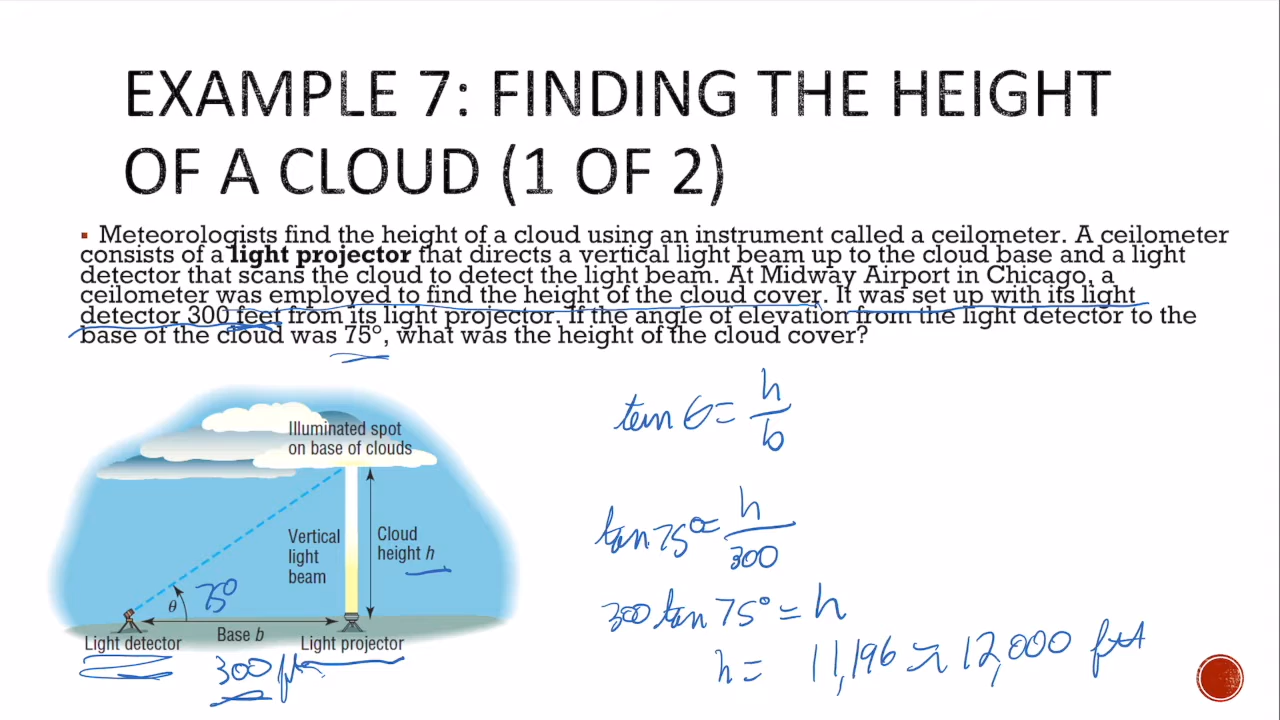 EXAMPLE 7: FINDING THE HEIGHT
OF A CLOUD (1 OF 2)
▪ Meteorologists find the height of a cloud using an instrument called a ceilometer. A ceilometer
consists of a light projector that directs a vertical light beam up to the cloud base and a light
detector that scans the cloud to detect the light beam. At Midway Airport in Chicago, a
ceilometer was employed to find the height of the cloud cover. It was set up with its light
detector 300 feet from its light projector. If the angle of elevation from the light detector to the
base of the cloud was 75°, what was the height of the cloud cover?
Illuminated spot
on base of clouds
Vertical
light
beam
Cloud
height h
θ
75°
Light detector
Base b
Light projector
300 ft
tan θ = h/b
tan 75° = h/300
300 tan 75° = h
h = 11,196 ≈ 12,000 feet